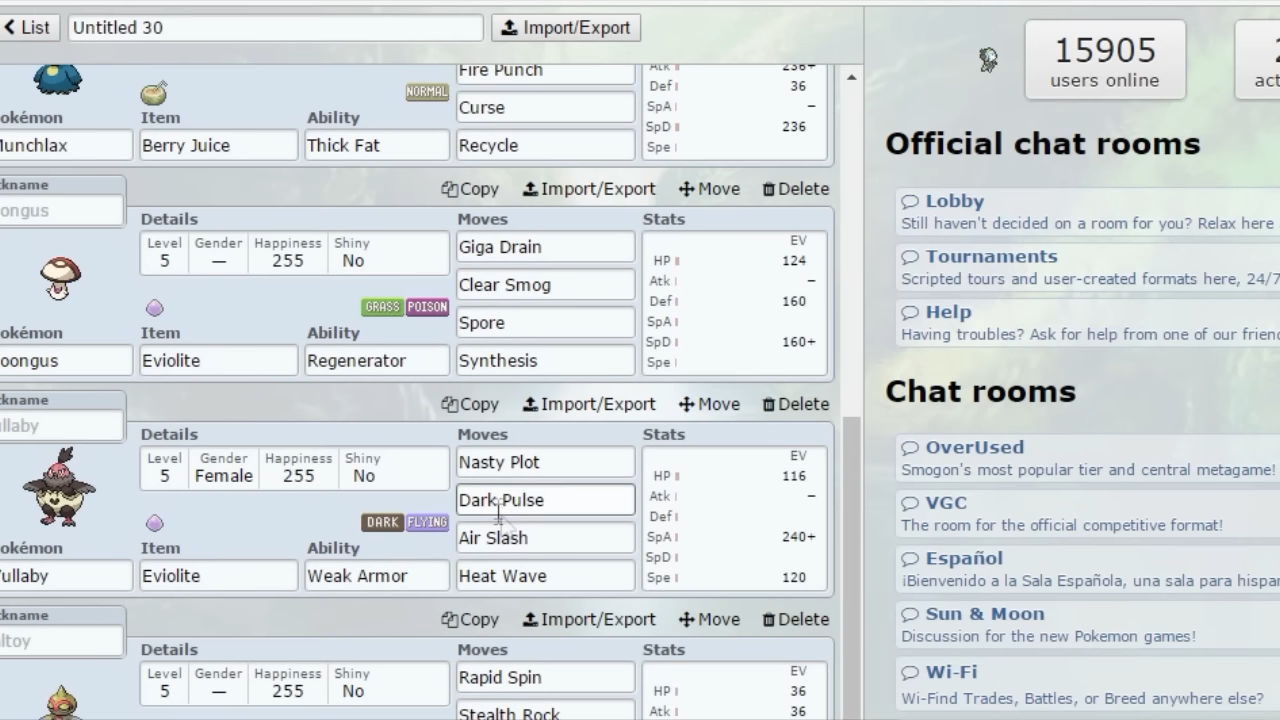 List
Untitled 30
Import/Export
15905
users online
Official chat rooms
Lobby
Still haven't decided on a room for you? Relax here
Tournaments
Scripted tours and user-created formats here, 24/7
Help
Having troubles? Ask for help from one of our frien
Chat rooms
OverUsed
Smogon's most popular tier and central metagame!
VGC
The room for the official competitive format!
Español
¡Bienvenido a la Sala Española, una sala para hispa
Sun & Moon
Discussion for the new Pokemon games!
Wi-Fi
Wi-Find Trades, Battles, or Breed anywhere else?
Fire Punch
Atk 236+
Def 36
Curse
SpA –
NORMAL
SpD 236
okémon Item Ability
Munchlax Berry Juice Thick Fat Recycle
Spe
Copy Import/Export Move Delete
ckname
oongus
Details Moves Stats
Level Gender Happiness Shiny
5 — 255 No
Giga Drain
Clear Smog
Spore
Synthesis
EV
HP 124
Atk –
Def 160
SpA
SpD 160+
Spe
GRASS POISON
okémon Item Ability
oongus Eviolite Regenerator
Copy Import/Export Move Delete
ckname
ullaby
Details Moves Stats
Level Gender Happiness Shiny
5 Female 255 No
Nasty Plot
Dark Pulse
Air Slash
Heat Wave
EV
HP 116
Atk –
Def
SpA 240+
SpD
Spe 120
DARK FLYING
okémon Item Ability
ullaby Eviolite Weak Armor
Copy Import/Export Move Delete
ckname
altoy
Details Moves Stats
Level Gender Happiness Shiny
5 — 255 No
Rapid Spin
Stealth Rock
EV
HP 36
Atk 36